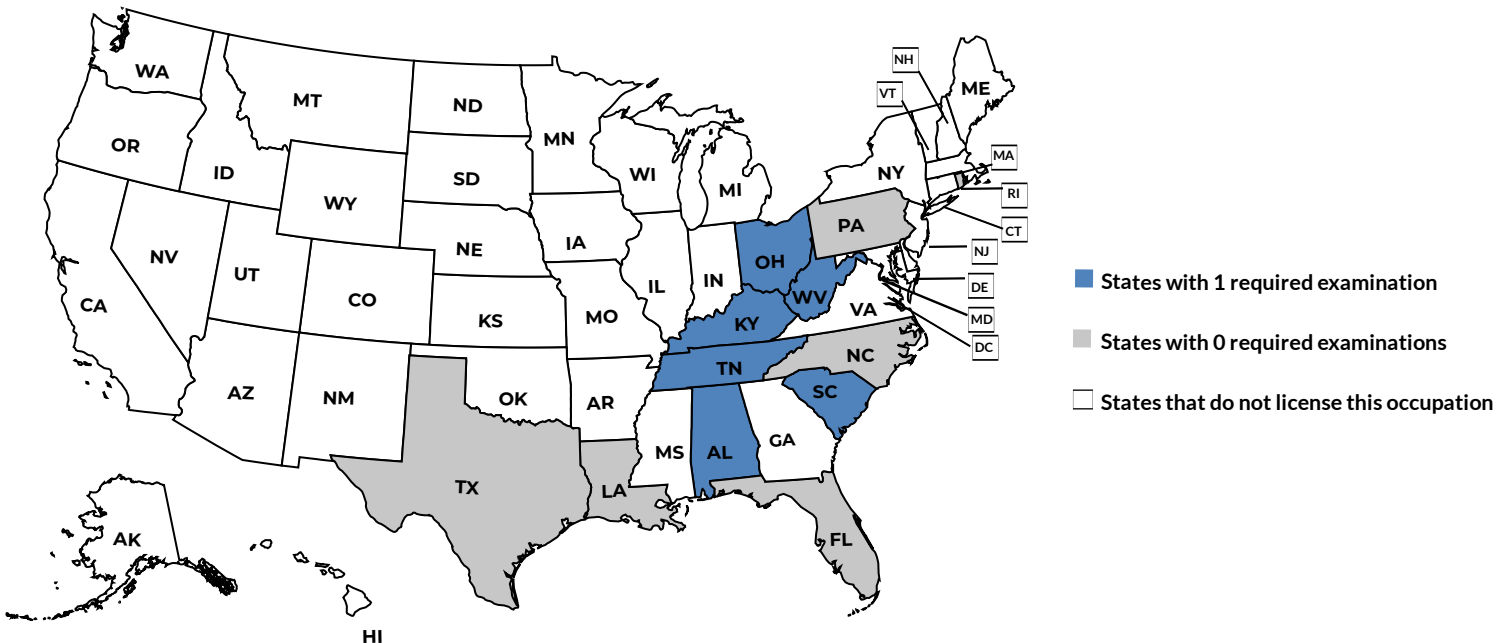 NH
ME
WA
VT
MT
ND
MN
OR
MA
NY
ID
WI
SD
MI
RI
WY
PA
CT
NE
IA
NV
NJ
UT
OH
IL
IN
DE
CO
WV
States with 1 required examination
CA
VA
MO
KS
KY
MD
States with 0 required examinations
DC
NC
TN
AZ
NM
OK
AR
SC
States that do not license this occupation
GA
MS
AL
TX
LA
AK
FL
HI